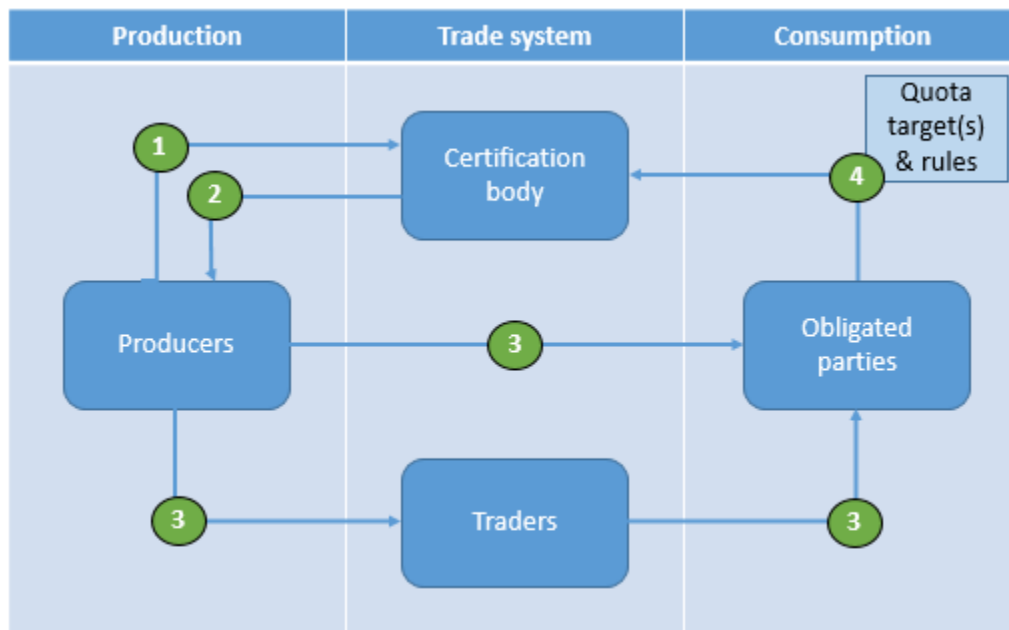 Production
Trade system
Consumption
Quota
target(s)
& rules
1
Certification
body
4
2
Producers
3
Obligated
parties
3
Traders
3